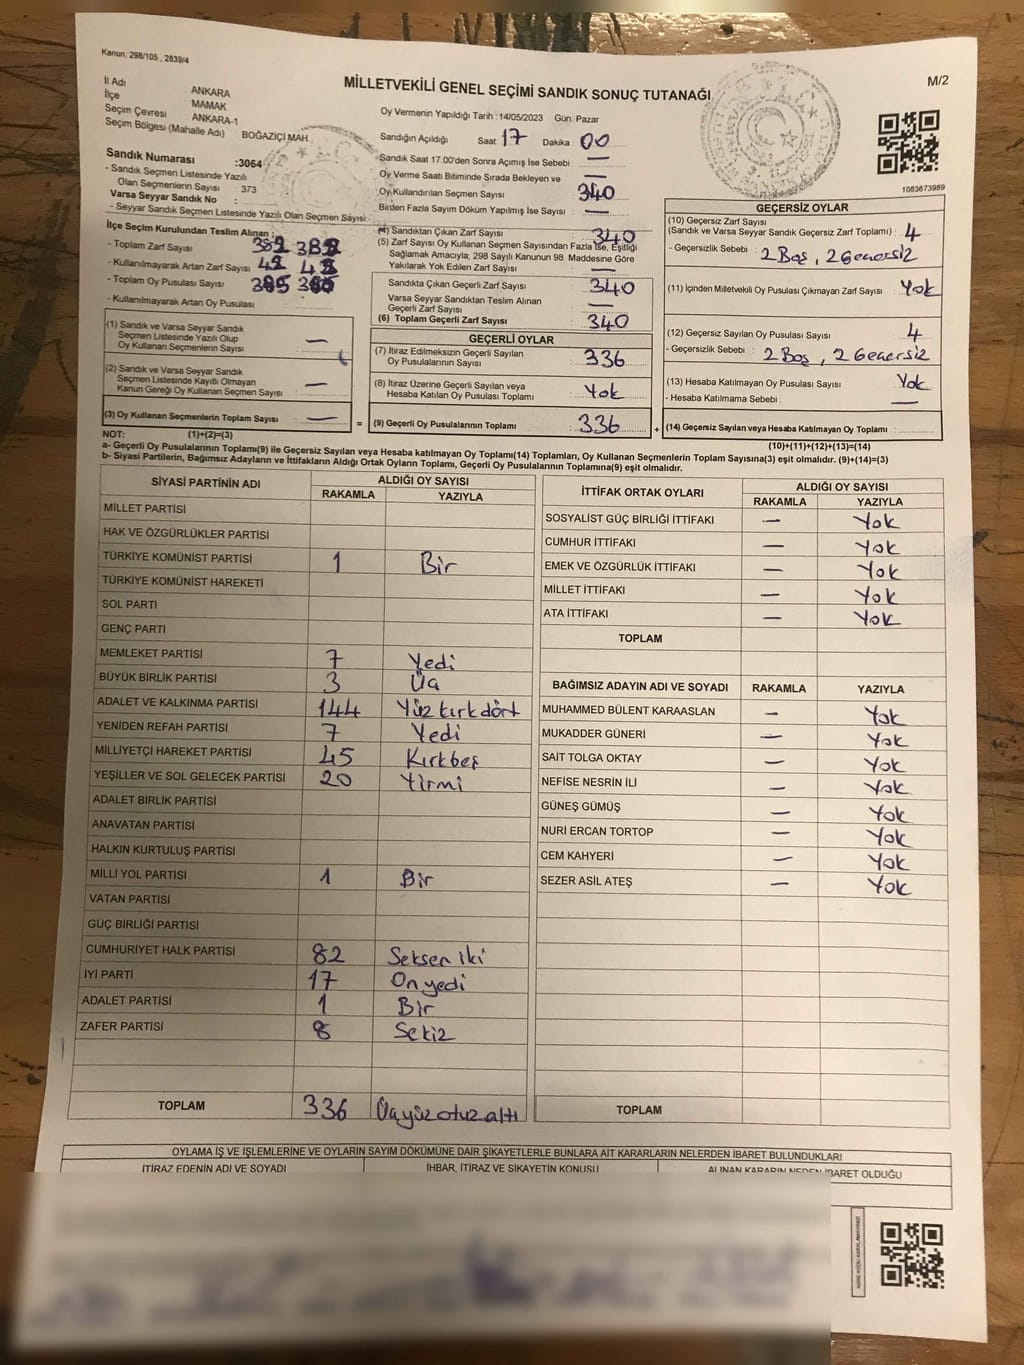 Kanun: 298/105 , 2839/4
M/2
MİLLETVEKİLİ GENEL SEÇİMİ SANDIK SONUÇ TUTANAĞI
İl Adı ANKARA
İlçe MAMAK
Seçim Çevresi ANKARA-1
Seçim Bölgesi (Mahalle Adı) BOĞAZİÇİ MAH
Sandık Numarası :3064
- Sandık Seçmen Listesinde Yazılı
Olan Seçmenlerin Sayısı : 373
Varsa Seyyar Sandık No :
- Seyyar Sandık Seçmen Listesinde Yazılı Olan Seçmen Sayısı:
İlçe Seçim Kurulundan Teslim Alınan :
- Toplam Zarf Sayısı
- Kullanılmayarak Artan Zarf Sayısı
- Toplam Oy Pusulası Sayısı
- Kullanılmayarak Artan Oy Pusulası
Oy Vermenin Yapıldığı Tarih : 14/05/2023 Gün: Pazar
Sandığın Açıldığı Saat 17 Dakika : 00
Sandık Saat 17:00'den Sonra Açımış İse Sebebi : —
Oy Verme Saati Bitiminde Sırada Bekleyen ve : —
Oy Kullandırılan Seçmen Sayısı : 340
Birden Fazla Sayım Döküm Yapılmış İse Sayısı : —
(4) Sandıktan Çıkan Zarf Sayısı : 340
(5) Zarf Sayısı Oy Kullanan Seçmen Sayısından Fazla İse, Eşitliği
Sağlamak Amacıyla; 298 Sayılı Kanunun 98. Maddesine Göre
Yakılarak Yok Edilen Zarf Sayısı : —
Sandıkta Çıkan Geçerli Zarf Sayısı : 340
Varsa Seyyar Sandıktan Teslim Alınan
Geçerli Zarf Sayısı : —
(6) Toplam Geçerli Zarf Sayısı : 340
1083673989
GEÇERSİZ OYLAR
(10) Geçersiz Zarf Sayısı
(Sandık ve Varsa Seyyar Sandık Geçersiz Zarf Toplamı) : 4
- Geçersizlik Sebebi : 2 Boş , 2 Geçersiz
(11) İçinden Milletvekili Oy Pusulası Çıkmayan Zarf Sayısı : Yok
(12) Geçersiz Sayılan Oy Pusulası Sayısı : 4
- Geçersizlik Sebebi : 2 Boş , 2 Geçersiz
(13) Hesaba Katılmayan Oy Pusulası Sayısı : Yok
- Hesaba Katılmama Sebebi : —
(14) Geçersiz Sayılan veya Hesaba Katılmayan Oy Toplamı :
(1) Sandık ve Varsa Seyyar Sandık
Seçmen Listesinde Yazılı Olup
Oy Kullanan Seçmenlerin Sayısı : —
(2) Sandık ve Varsa Seyyar Sandık
Seçmen Listesinde Kayıtlı Olmayan
Kanun Gereği Oy Kullanan Seçmen Sayısı : —
(3) Oy Kullanan Seçmenlerin Toplam Sayısı : —
GEÇERLİ OYLAR
(7) İtiraz Edilmeksizin Geçerli Sayılan
Oy Pusulalarının Sayısı : 336
(8) İtiraz Üzerine Geçerli Sayılan veya
Hesaba Katılan Oy Pusulası Toplamı : Yok
= (9) Geçerli Oy Pusulalarının Toplamı : 336 +
NOT: (1)+(2)=(3) (10)+(11)+(12)+(13)=(14)
a- Geçerli Oy Pusulalarının Toplamı(9) ile Geçersiz Sayılan veya Hesaba katılmayan Oy Toplamı(14) Toplamları, Oy Kullanan Seçmenlerin Toplam Sayısına(3) eşit olmalıdır. (9)+(14)=(3)
b- Siyasi Partilerin, Bağımsız Adayların ve İttifakların Aldığı Ortak Oyların Toplamı, Geçerli Oy Pusulalarının Toplamına(9) eşit olmalıdır.
SİYASİ PARTİNİN ADI ALDIĞI OY SAYISI
RAKAMLA YAZIYLA
MİLLET PARTİSİ
HAK VE ÖZGÜRLÜKLER PARTİSİ
TÜRKİYE KOMÜNİST PARTİSİ 1 Bir
TÜRKİYE KOMÜNİST HAREKETİ
SOL PARTİ
GENÇ PARTİ
MEMLEKET PARTİSİ 7 Yedi
BÜYÜK BİRLİK PARTİSİ 3 Üç
ADALET VE KALKINMA PARTİSİ 144 Yüzkırkdört
YENİDEN REFAH PARTİSİ 7 Yedi
MİLLİYETÇİ HAREKET PARTİSİ 45 Kırkbeş
YEŞİLLER VE SOL GELECEK PARTİSİ 20 Yirmi
ADALET BİRLİK PARTİSİ
ANAVATAN PARTİSİ
HALKIN KURTULUŞ PARTİSİ
MİLLİ YOL PARTİSİ 1 Bir
VATAN PARTİSİ
GÜÇ BİRLİĞİ PARTİSİ
CUMHURİYET HALK PARTİSİ 82 Seksen iki
İYİ PARTİ 17 Onyedi
ADALET PARTİSİ 1 Bir
ZAFER PARTİSİ 8 Sekiz
TOPLAM 336 Üçyüzotuzaltı
İTTİFAK ORTAK OYLARI ALDIĞI OY SAYISI
RAKAMLA YAZIYLA
SOSYALİST GÜÇ BİRLİĞİ İTTİFAKI — Yok
CUMHUR İTTİFAKI — Yok
EMEK VE ÖZGÜRLÜK İTTİFAKI — Yok
MİLLET İTTİFAKI — Yok
ATA İTTİFAKI — Yok
TOPLAM
BAĞIMSIZ ADAYIN ADI VE SOYADI RAKAMLA YAZIYLA
MUHAMMED BÜLENT KARAASLAN — Yok
MUKADDER GÜNERİ — Yok
SAİT TOLGA OKTAY — Yok
NEFİSE NESRİN İLİ — Yok
GÜNEŞ GÜMÜŞ — Yok
NURİ ERCAN TORTOP — Yok
CEM KAHYERİ — Yok
SEZER ASİL ATEŞ — Yok
TOPLAM
OYLAMA İŞ VE İŞLEMLERİNE VE OYLARIN SAYIM DÖKÜMÜNE DAİR ŞİKAYETLERLE BUNLARA AİT KARARLARIN NELERDEN İBARET BULUNDUKLARI
İTİRAZ EDENİN ADI VE SOYADI İHBAR, İTİRAZ VE ŞİKAYETİN KONUSU ALINAN KARARIN NEDEN İBARET OLDUĞU